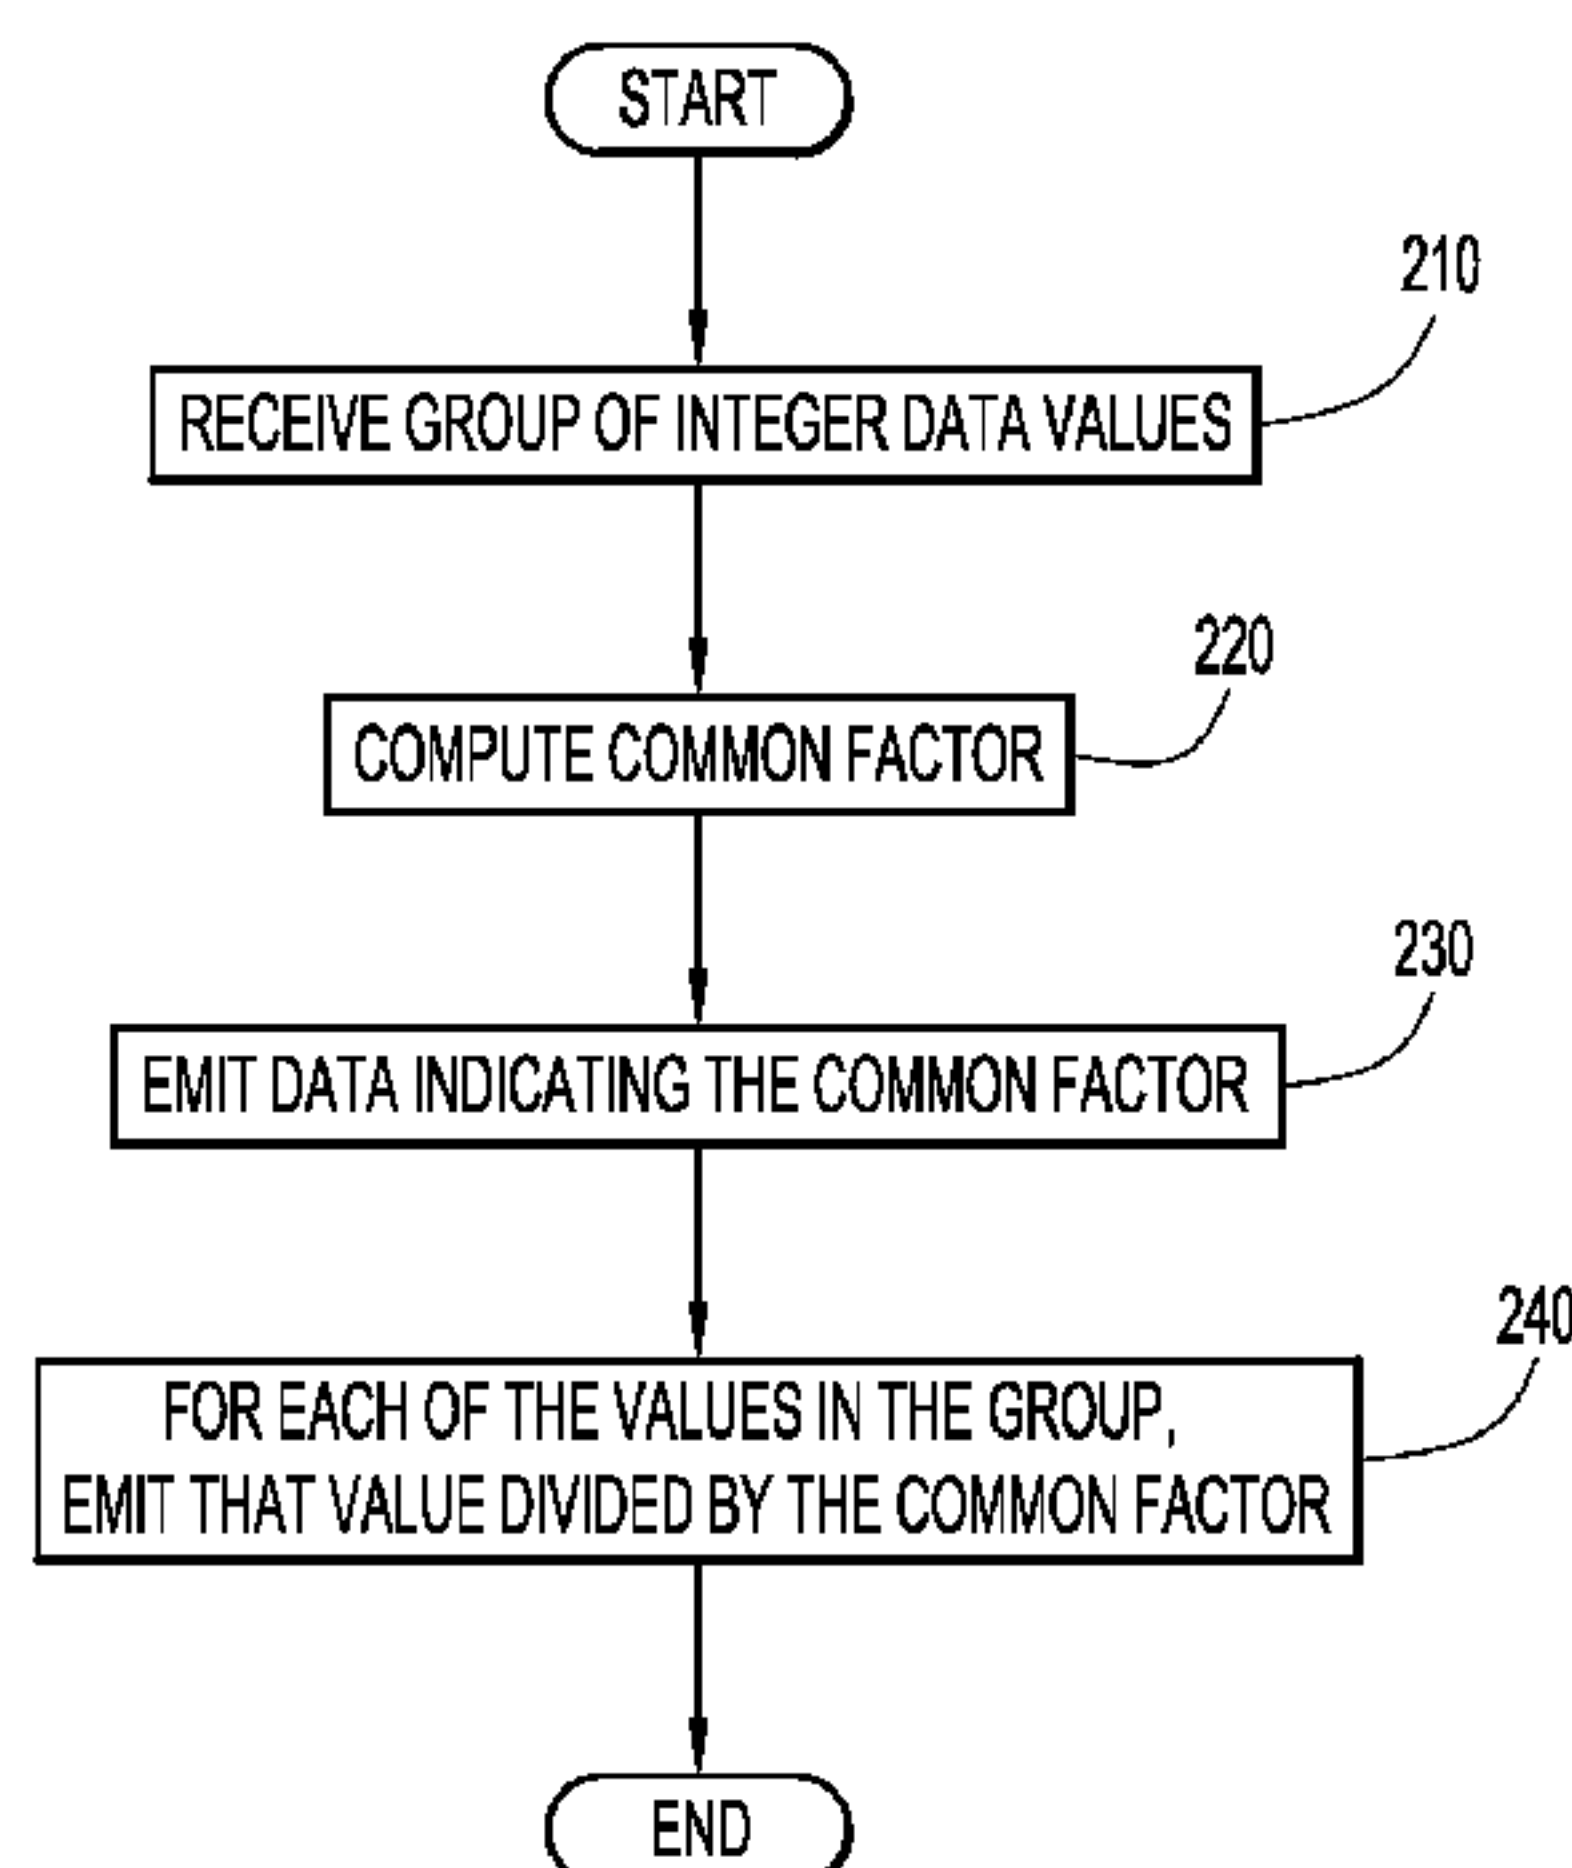 START
210
RECEIVE GROUP OF INTEGER DATA VALUES
220
COMPUTE COMMON FACTOR
230
EMIT DATA INDICATING THE COMMON FACTOR
240
FOR EACH OF THE VALUES IN THE GROUP,
EMIT THAT VALUE DIVIDED BY THE COMMON FACTOR
END